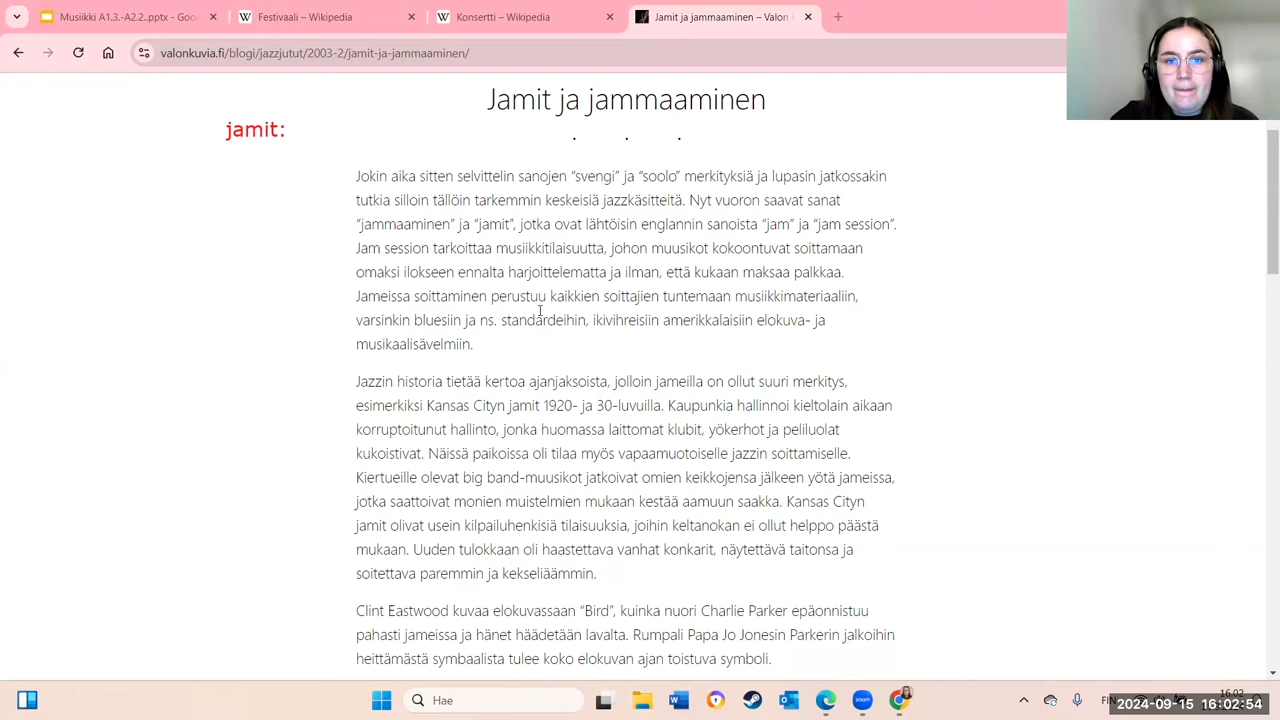 Musiikki A1.3.-A2.2..pptx - Goo
Festivaali – Wikipedia
Konsertti – Wikipedia
Jamit ja jammaaminen – Valon
valonkuvia.fi/blogi/jazzjutut/2003-2/jamit-ja-jammaaminen/
Jamit ja jammaaminen
jamit:
. . .
Jokin aika sitten selvittelin sanojen “svengi” ja “soolo” merkityksiä ja lupasin jatkossakin
tutkia silloin tällöin tarkemmin keskeisiä jazzkäsitteitä. Nyt vuoron saavat sanat
“jammaaminen” ja “jamit”, jotka ovat lähtöisin englannin sanoista “jam” ja “jam session”.
Jam session tarkoittaa musiikkitilaisuutta, johon muusikot kokoontuvat soittamaan
omaksi ilokseen ennalta harjoittelematta ja ilman, että kukaan maksaa palkkaa.
Jameissa soittaminen perustuu kaikkien soittajien tuntemaan musiikkimateriaaliin,
varsinkin bluesiin ja ns. standardeihin, ikivihreisiin amerikkalaisiin elokuva- ja
musikaalisävelmiin.
Jazzin historia tietää kertoa ajanjaksoista, jolloin jameilla on ollut suuri merkitys,
esimerkiksi Kansas Cityn jamit 1920- ja 30-luvuilla. Kaupunkia hallinnoi kieltolain aikaan
korruptoitunut hallinto, jonka huomassa laittomat klubit, yökerhot ja peliluolat
kukoistivat. Näissä paikoissa oli tilaa myös vapaamuotoiselle jazzin soittamiselle.
Kiertueille olevat big band-muusikot jatkoivat omien keikkojensa jälkeen yötä jameissa,
jotka saattoivat monien muistelmien mukaan kestää aamuun saakka. Kansas Cityn
jamit olivat usein kilpailuhenkisiä tilaisuuksia, joihin keltanokan ei ollut helppo päästä
mukaan. Uuden tulokkaan oli haastettava vanhat konkarit, näytettävä taitonsa ja
soitettava paremmin ja kekseliäämmin.
Clint Eastwood kuvaa elokuvassaan “Bird”, kuinka nuori Charlie Parker epäonnistuu
pahasti jameissa ja hänet häädetään lavalta. Rumpali Papa Jo Jonesin Parkerin jalkoihin
heittämästä symbaalista tulee koko elokuvan ajan toistuva symboli.
Hae
zoom
FIN
16.02
2024-09-15 16:02:54